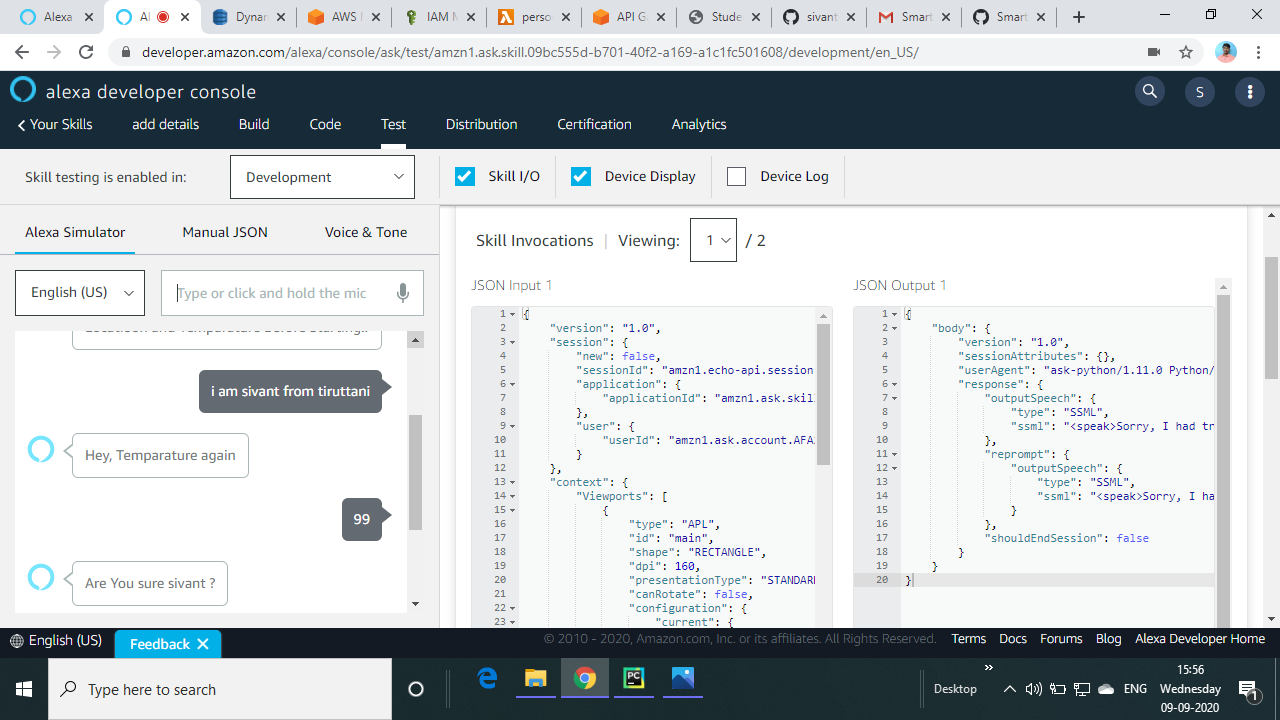 Alexa
Al
Dynam
AWS M
IAM M
perso
API Ga
Stude
sivant
Smart
Smart
developer.amazon.com/alexa/console/ask/test/amzn1.ask.skill.09bc555d-b701-40f2-a169-a1c1fc501608/development/en_US/
alexa developer console
S
Your Skills
add details
Build
Code
Test
Distribution
Certification
Analytics
Skill testing is enabled in:
Development
Skill I/O
Device Display
Device Log
Alexa Simulator
Manual JSON
Voice & Tone
English (US)
Type or click and hold the mic
i am sivant from tiruttani
Hey, Temparature again
99
Are You sure sivant ?
Skill Invocations | Viewing: 1 / 2
JSON Input 1
1 {
2 "version": "1.0",
3 "session": {
4 "new": false,
5 "sessionId": "amzn1.echo-api.session
6 "application": {
7 "applicationId": "amzn1.ask.skil
8 },
9 "user": {
10 "userId": "amzn1.ask.account.AFA
11 }
12 },
13 "context": {
14 "Viewports": [
15 {
16 "type": "APL",
17 "id": "main",
18 "shape": "RECTANGLE",
19 "dpi": 160,
20 "presentationType": "STANDARD
21 "canRotate": false,
22 "configuration": {
23 "current": {
JSON Output 1
1 {
2 "body": {
3 "version": "1.0",
4 "sessionAttributes": {},
5 "userAgent": "ask-python/1.11.0 Python/
6 "response": {
7 "outputSpeech": {
8 "type": "SSML",
9 "ssml": "<speak>Sorry, I had tr
10 },
11 "reprompt": {
12 "outputSpeech": {
13 "type": "SSML",
14 "ssml": "<speak>Sorry, I ha
15 }
16 },
17 "shouldEndSession": false
18 }
19 }
20 }
English (US)
Feedback
© 2010 - 2020, Amazon.com, Inc. or its affiliates. All Rights Reserved.
Terms
Docs
Forums
Blog
Alexa Developer Home
Type here to search
PC
Desktop
»
ENG
15:56
Wednesday
09-09-2020
1